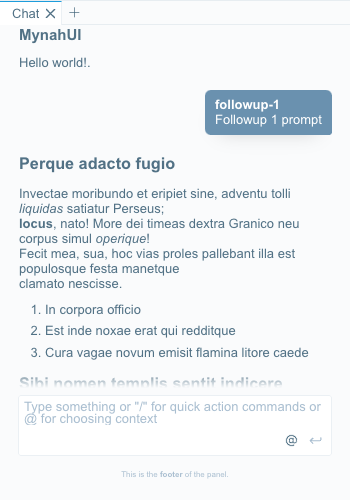 Chat
MynahUI
Hello world!.
followup-1
Followup 1 prompt
Perque adacto fugio
Invectae moribundo et eripiet sine, adventu tolli
liquidas satiatur Perseus;
locus, nato! More dei timeas dextra Granico neu
corpus simul operique!
Fecit mea, sua, hoc vias proles pallebant illa est
populosque festa manetque
clamato nescisse.
1. In corpora officio
2. Est inde noxae erat qui redditque
3. Cura vagae novum emisit flamina litore caede
Sibi nomen templis sentit indicere
Type something or "/" for quick action commands or
@ for choosing context
@
This is the footer of the panel.